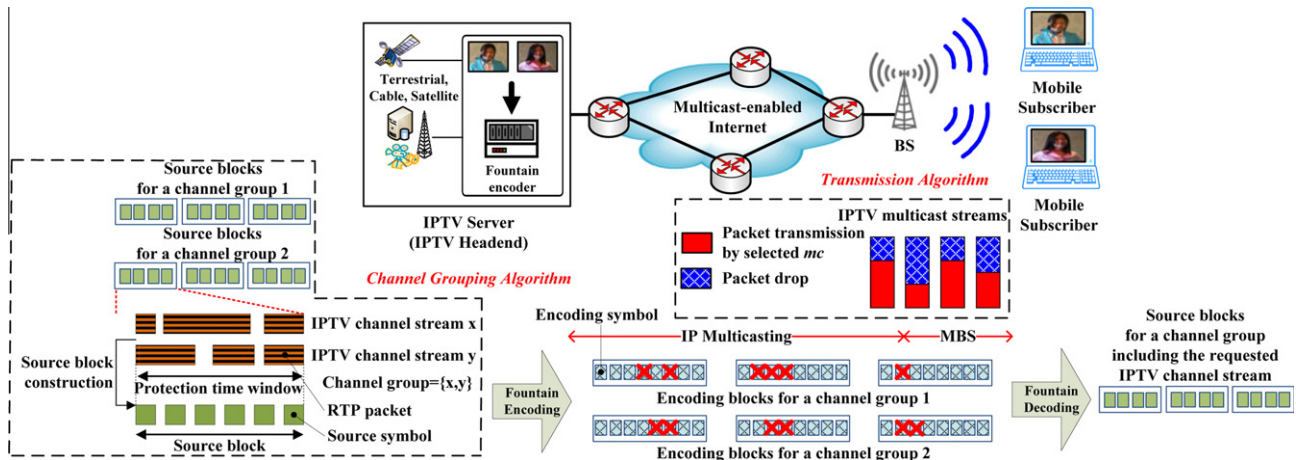 Terrestrial,
Cable, Satellite
Fountain
encoder
IPTV Server
(IPTV Headend)
Multicast-enabled
Internet
BS
Mobile
Subscriber
Mobile
Subscriber
Transmission Algorithm
IPTV multicast streams
Packet transmission
by selected mc
Packet drop
Source blocks
for a channel group 1
Source blocks
for a channel group 2
Channel Grouping Algorithm
IPTV channel stream x
IPTV channel stream y
Source block
construction
Protection time window
Channel group={x,y}
RTP packet
Source symbol
Source block
Fountain
Encoding
Encoding symbol
IP Multicasting
MBS
Encoding blocks for a channel group 1
Encoding blocks for a channel group 2
Fountain
Decoding
Source blocks
for a channel group
including the requested
IPTV channel stream